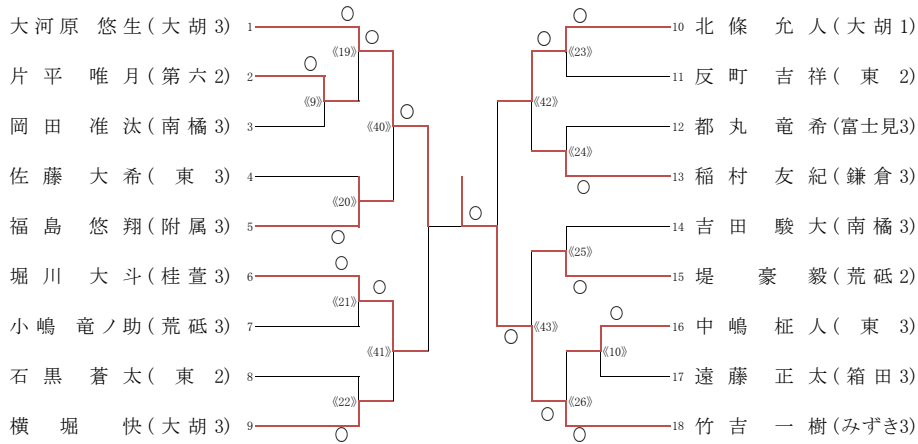 大河原 悠生(大胡3) 1
片平 唯月(第六2) 2
岡田 准汰(南橘3) 3
佐藤 大希(東 3) 4
福島 悠翔(附属3) 5
堀川 大斗(桂萱3) 6
小嶋 竜ノ助(荒砥3) 7
石黒 蒼太(東 2) 8
横堀 快(大胡3) 9
《19》
《9》
《40》
《20》
《21》
《41》
《22》
《23》
《42》
《24》
《25》
《43》
《10》
《26》
10 北條 允人(大胡1)
11 反町 吉祥(東 2)
12 都丸 竜希(富士見3)
13 稲村 友紀(鎌倉3)
14 吉田 駿大(南橘3)
15 堤 豪毅(荒砥2)
16 中嶋 柾人(東 3)
17 遠藤 正太(箱田3)
18 竹吉 一樹(みずき3)